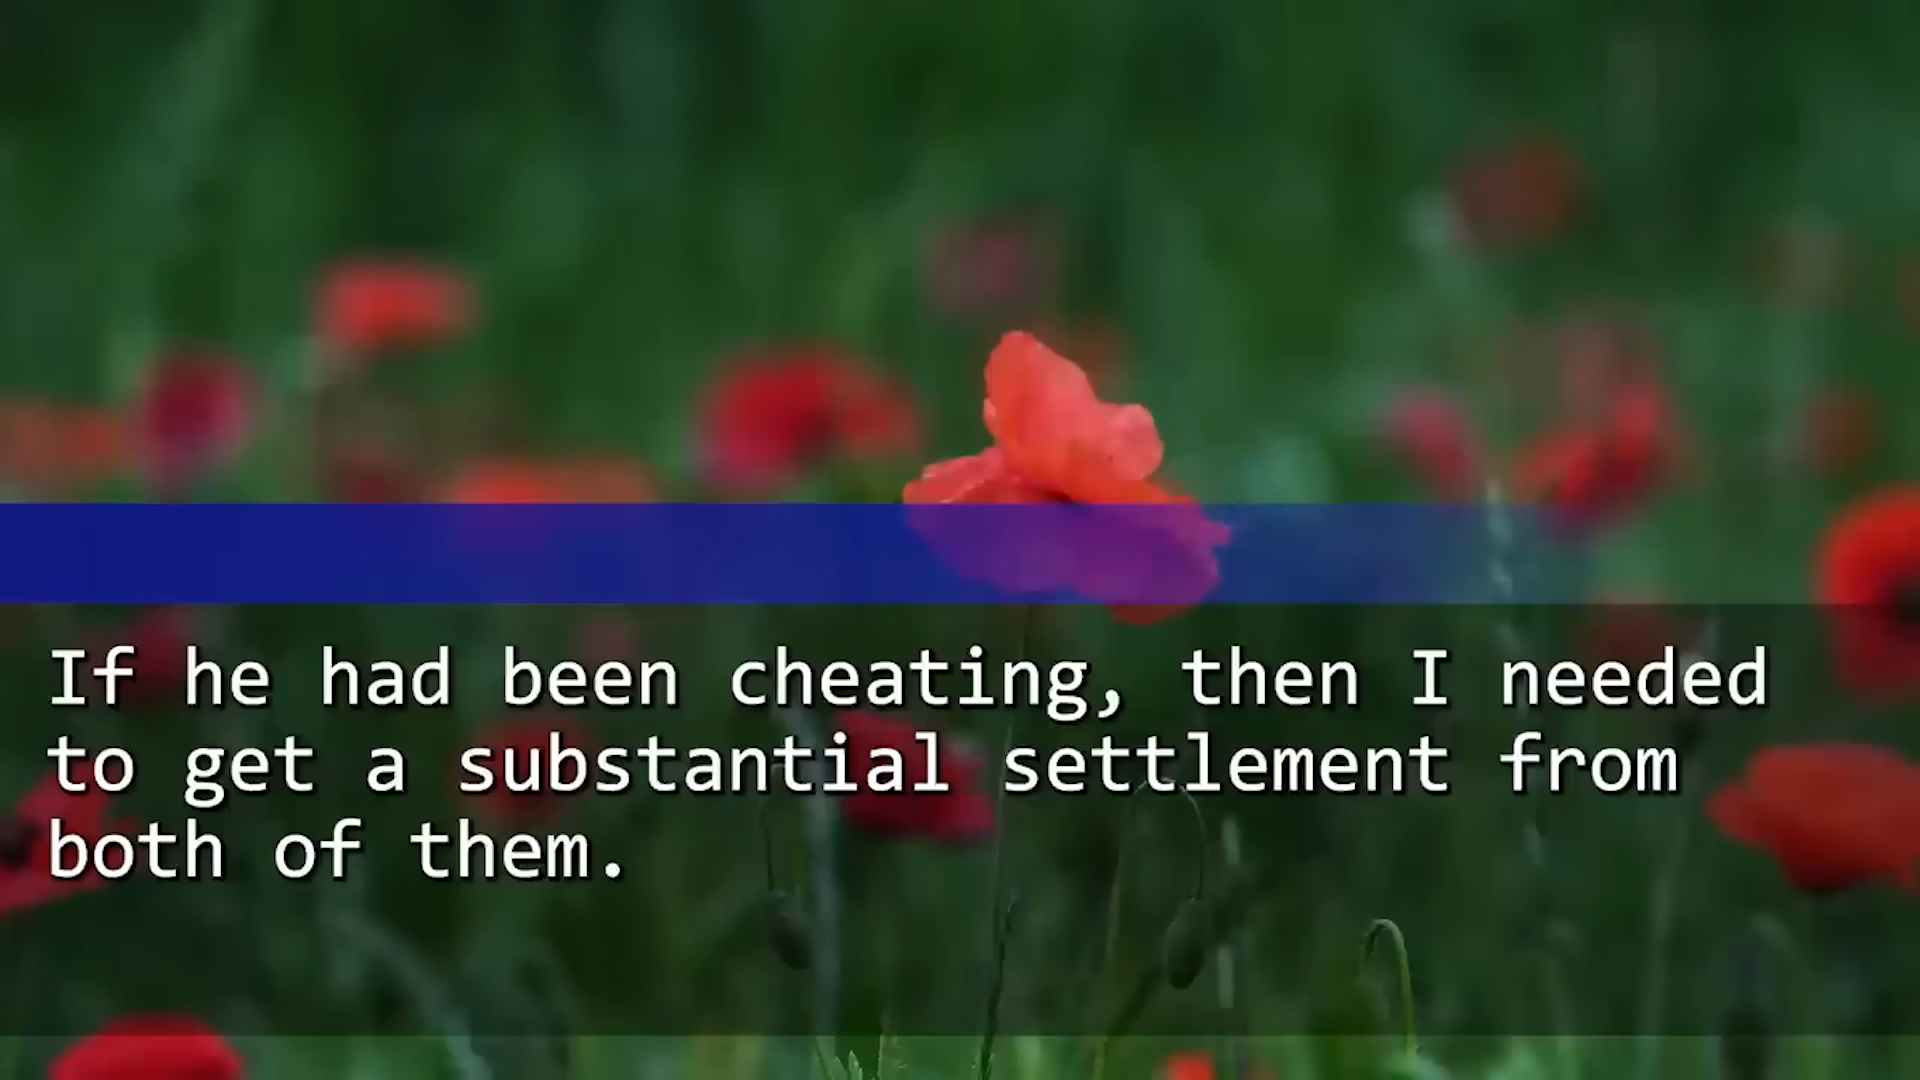 If he had been cheating, then I needed
to get a substantial settlement from
both of them.